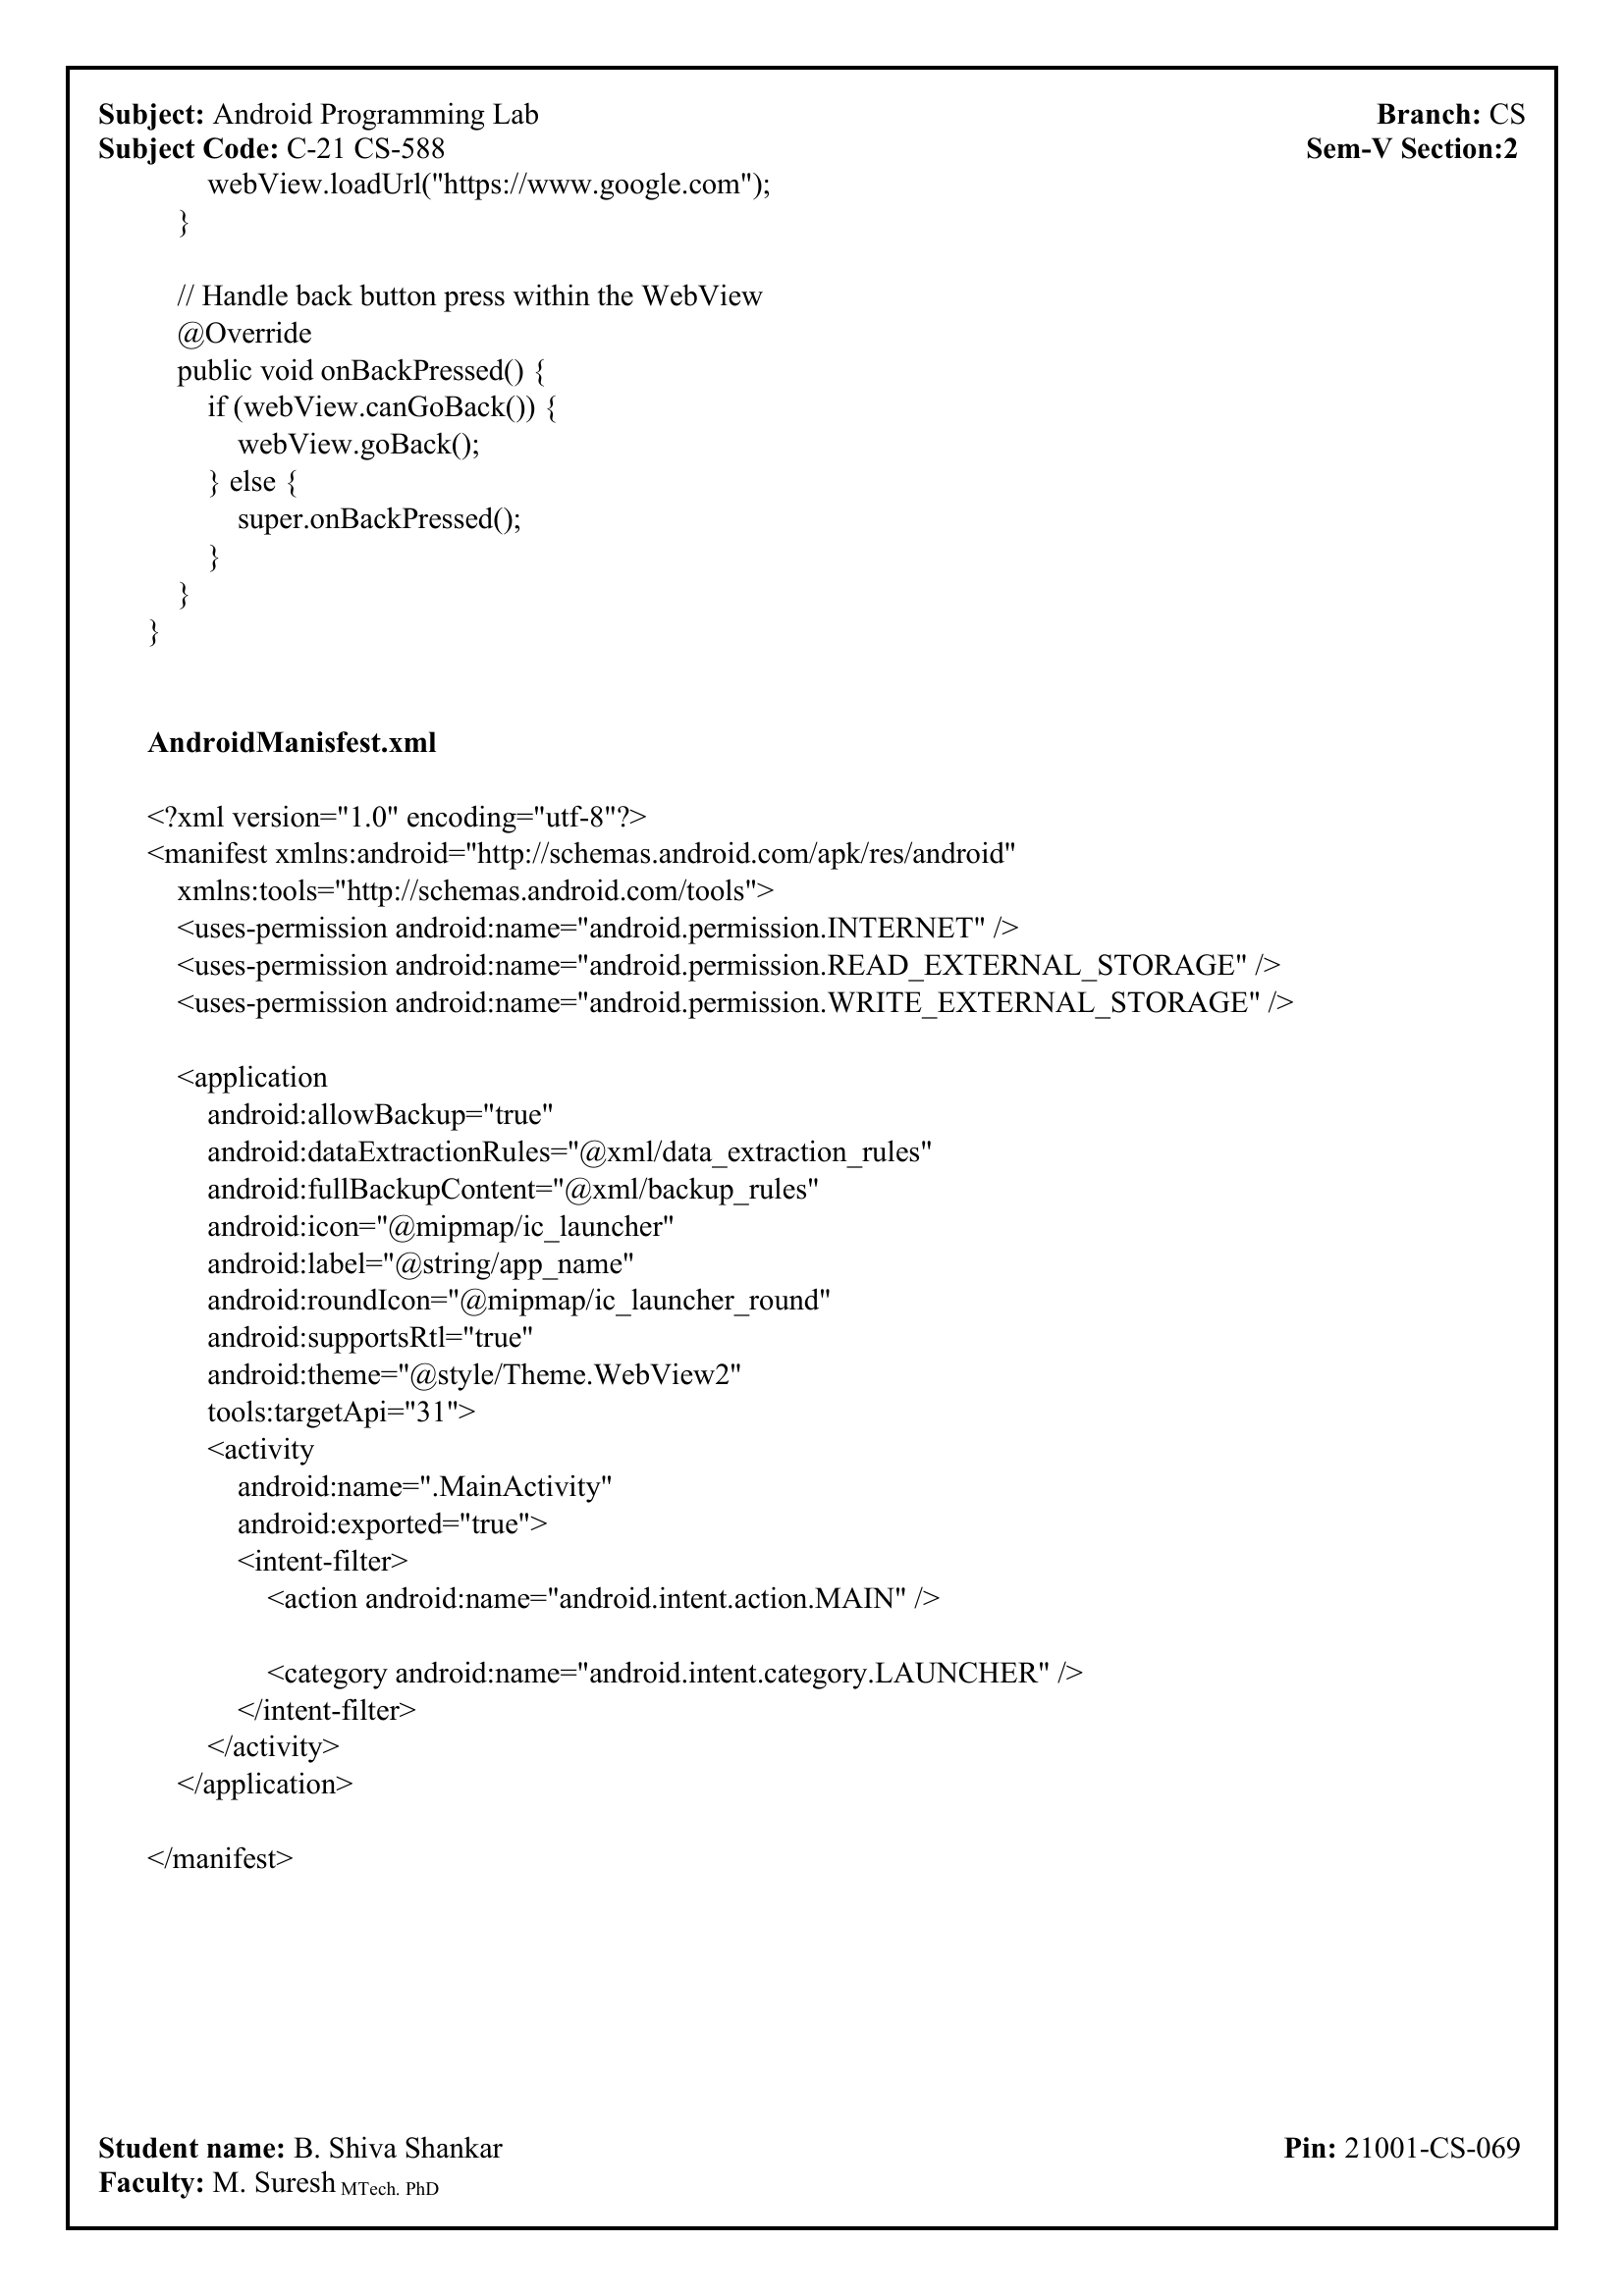 Subject: Android Programming Lab Branch: CS
Subject Code: C-21 CS-588 Sem-V Section:2
webView.loadUrl("https://www.google.com");
}
// Handle back button press within the WebView
@Override
public void onBackPressed() {
if (webView.canGoBack()) {
webView.goBack();
} else {
super.onBackPressed();
}
}
}
AndroidManisfest.xml
<?xml version="1.0" encoding="utf-8"?>
<manifest xmlns:android="http://schemas.android.com/apk/res/android"
xmlns:tools="http://schemas.android.com/tools">
<uses-permission android:name="android.permission.INTERNET" />
<uses-permission android:name="android.permission.READ_EXTERNAL_STORAGE" />
<uses-permission android:name="android.permission.WRITE_EXTERNAL_STORAGE" />
<application
android:allowBackup="true"
android:dataExtractionRules="@xml/data_extraction_rules"
android:fullBackupContent="@xml/backup_rules"
android:icon="@mipmap/ic_launcher"
android:label="@string/app_name"
android:roundIcon="@mipmap/ic_launcher_round"
android:supportsRtl="true"
android:theme="@style/Theme.WebView2"
tools:targetApi="31">
<activity
android:name=".MainActivity"
android:exported="true">
<intent-filter>
<action android:name="android.intent.action.MAIN" />
<category android:name="android.intent.category.LAUNCHER" />
</intent-filter>
</activity>
</application>
</manifest>
Student name: B. Shiva Shankar Pin: 21001-CS-069
Faculty: M. Suresh MTech. PhD